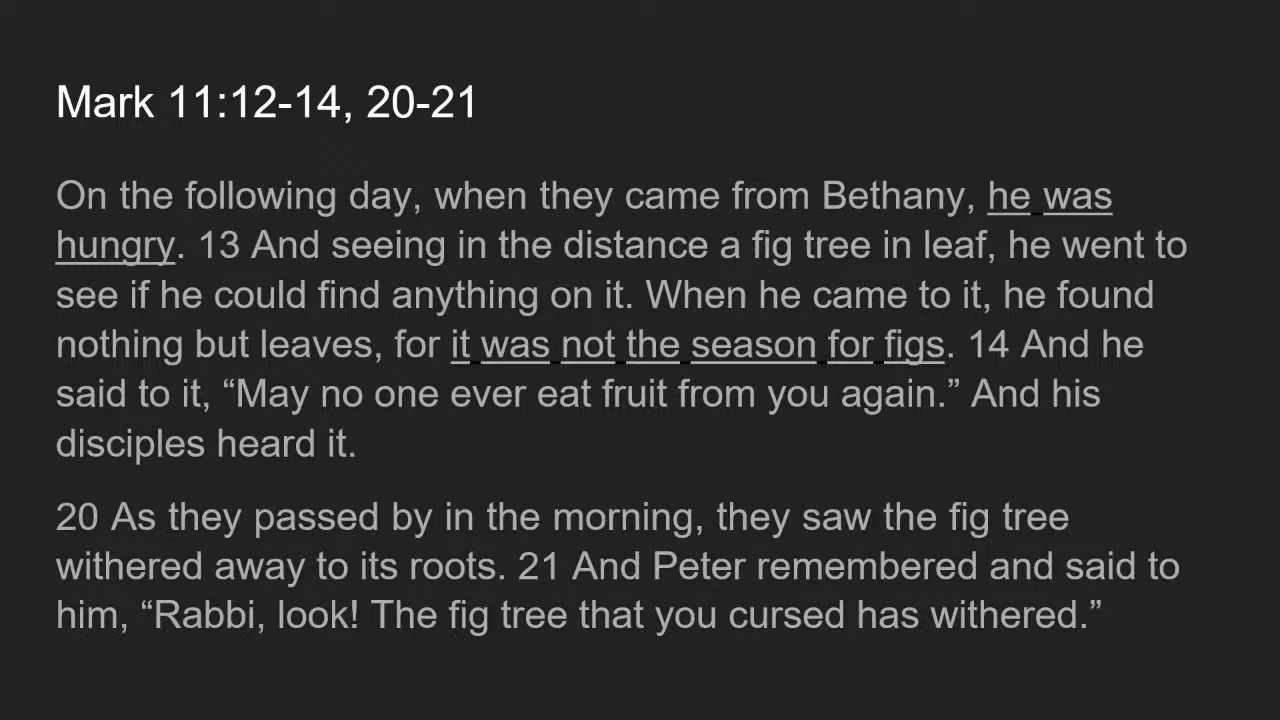 Mark 11:12-14, 20-21
On the following day, when they came from Bethany, he was
hungry. 13 And seeing in the distance a fig tree in leaf, he went to
see if he could find anything on it. When he came to it, he found
nothing but leaves, for it was not the season for figs. 14 And he
said to it, “May no one ever eat fruit from you again.” And his
disciples heard it.
20 As they passed by in the morning, they saw the fig tree
withered away to its roots. 21 And Peter remembered and said to
him, “Rabbi, look! The fig tree that you cursed has withered.”